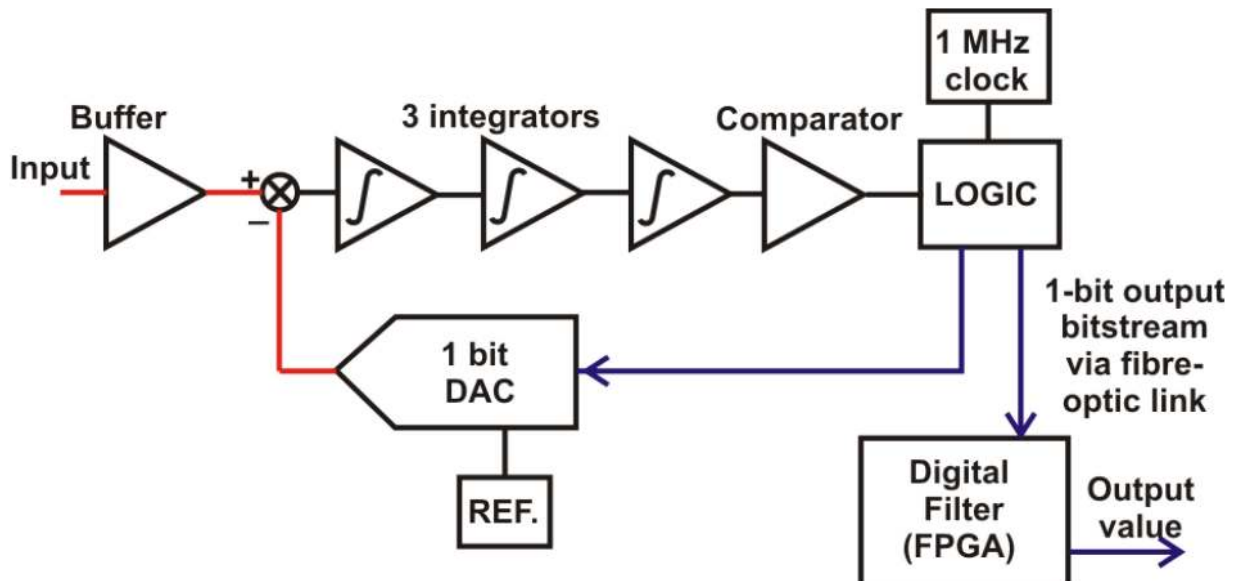 1 MHz
clock
Buffer
3 integrators
Comparator
Input
+
–
LOGIC
1-bit output
bitstream
via fibre-
optic link
1 bit
DAC
REF.
Digital
Filter
(FPGA)
Output
value